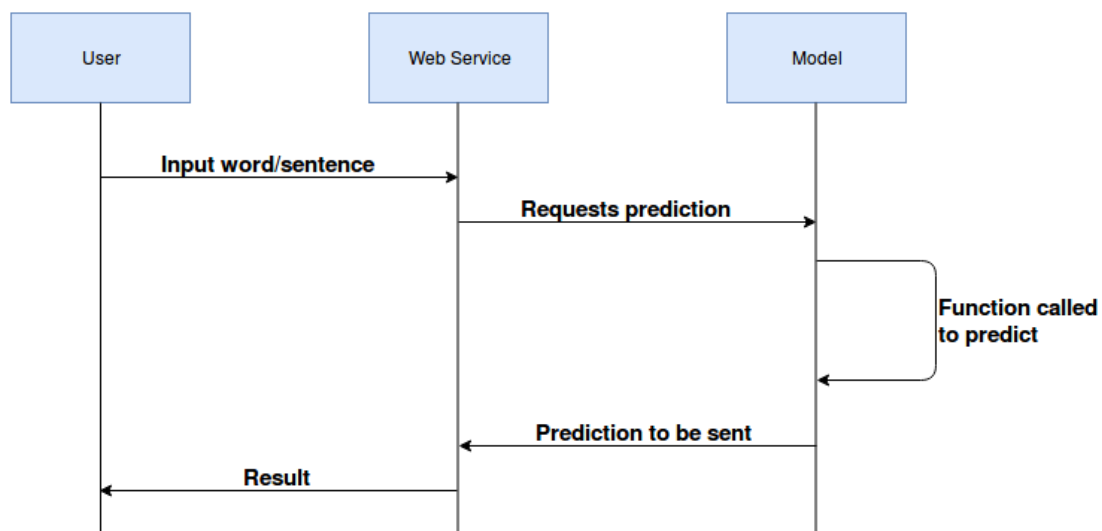 User
Web Service
Model
Input word/sentence
Requests prediction
Function called
to predict
Prediction to be sent
Result